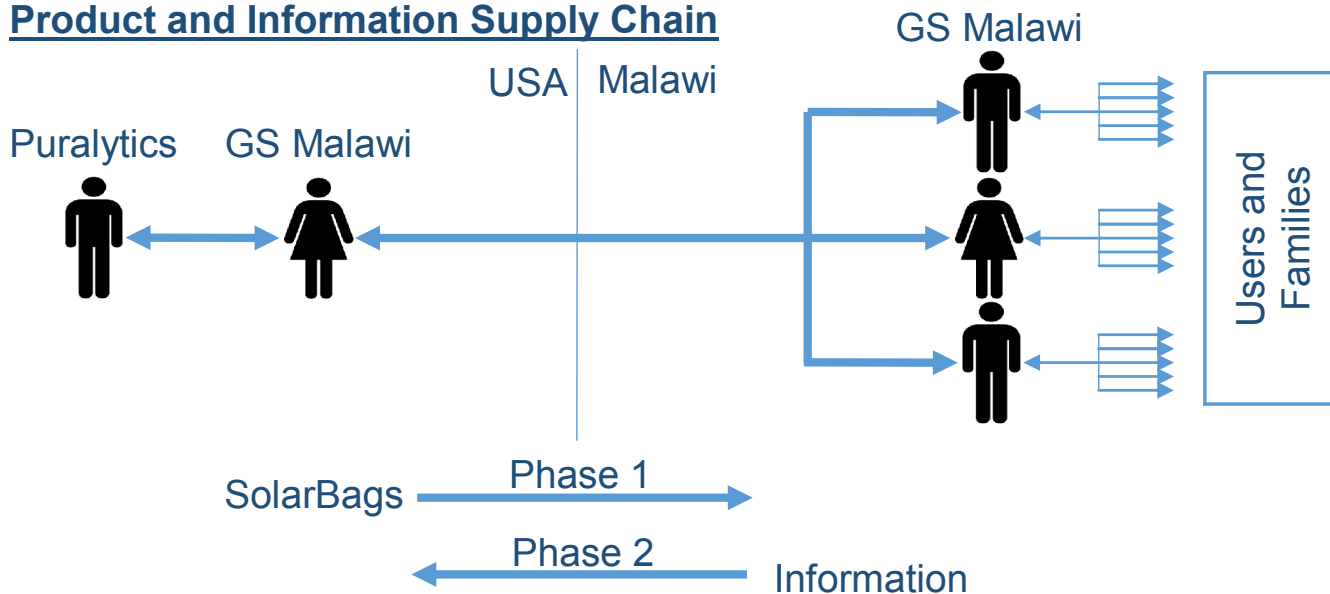 Product and Information Supply Chain
GS Malawi
USA
Malawi
Puralytics
GS Malawi
Users and
Families
Phase 1
SolarBags
Phase 2
Information